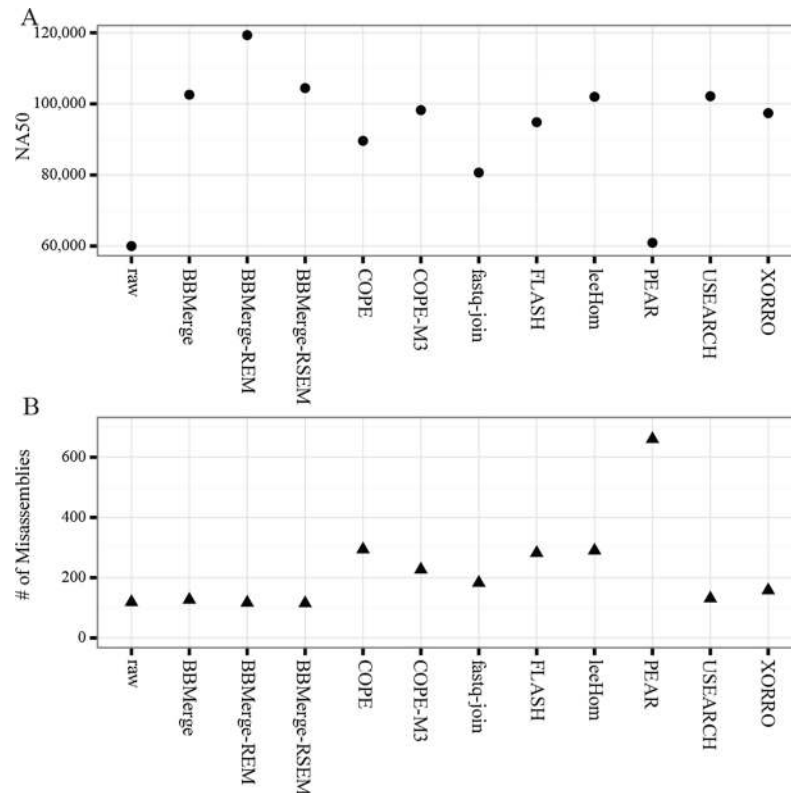 A
120,000
100,000
80,000
60,000
NA50
raw
BBMerge
BBMerge-REM
BBMerge-RSEM
COPE
COPE-M3
fastq-join
FLASH
leeHom
PEAR
USEARCH
XORRO
B
600
400
200
0
# of Misassemblies
raw
BBMerge
BBMerge-REM
BBMerge-RSEM
COPE
COPE-M3
fastq-join
FLASH
leeHom
PEAR
USEARCH
XORRO